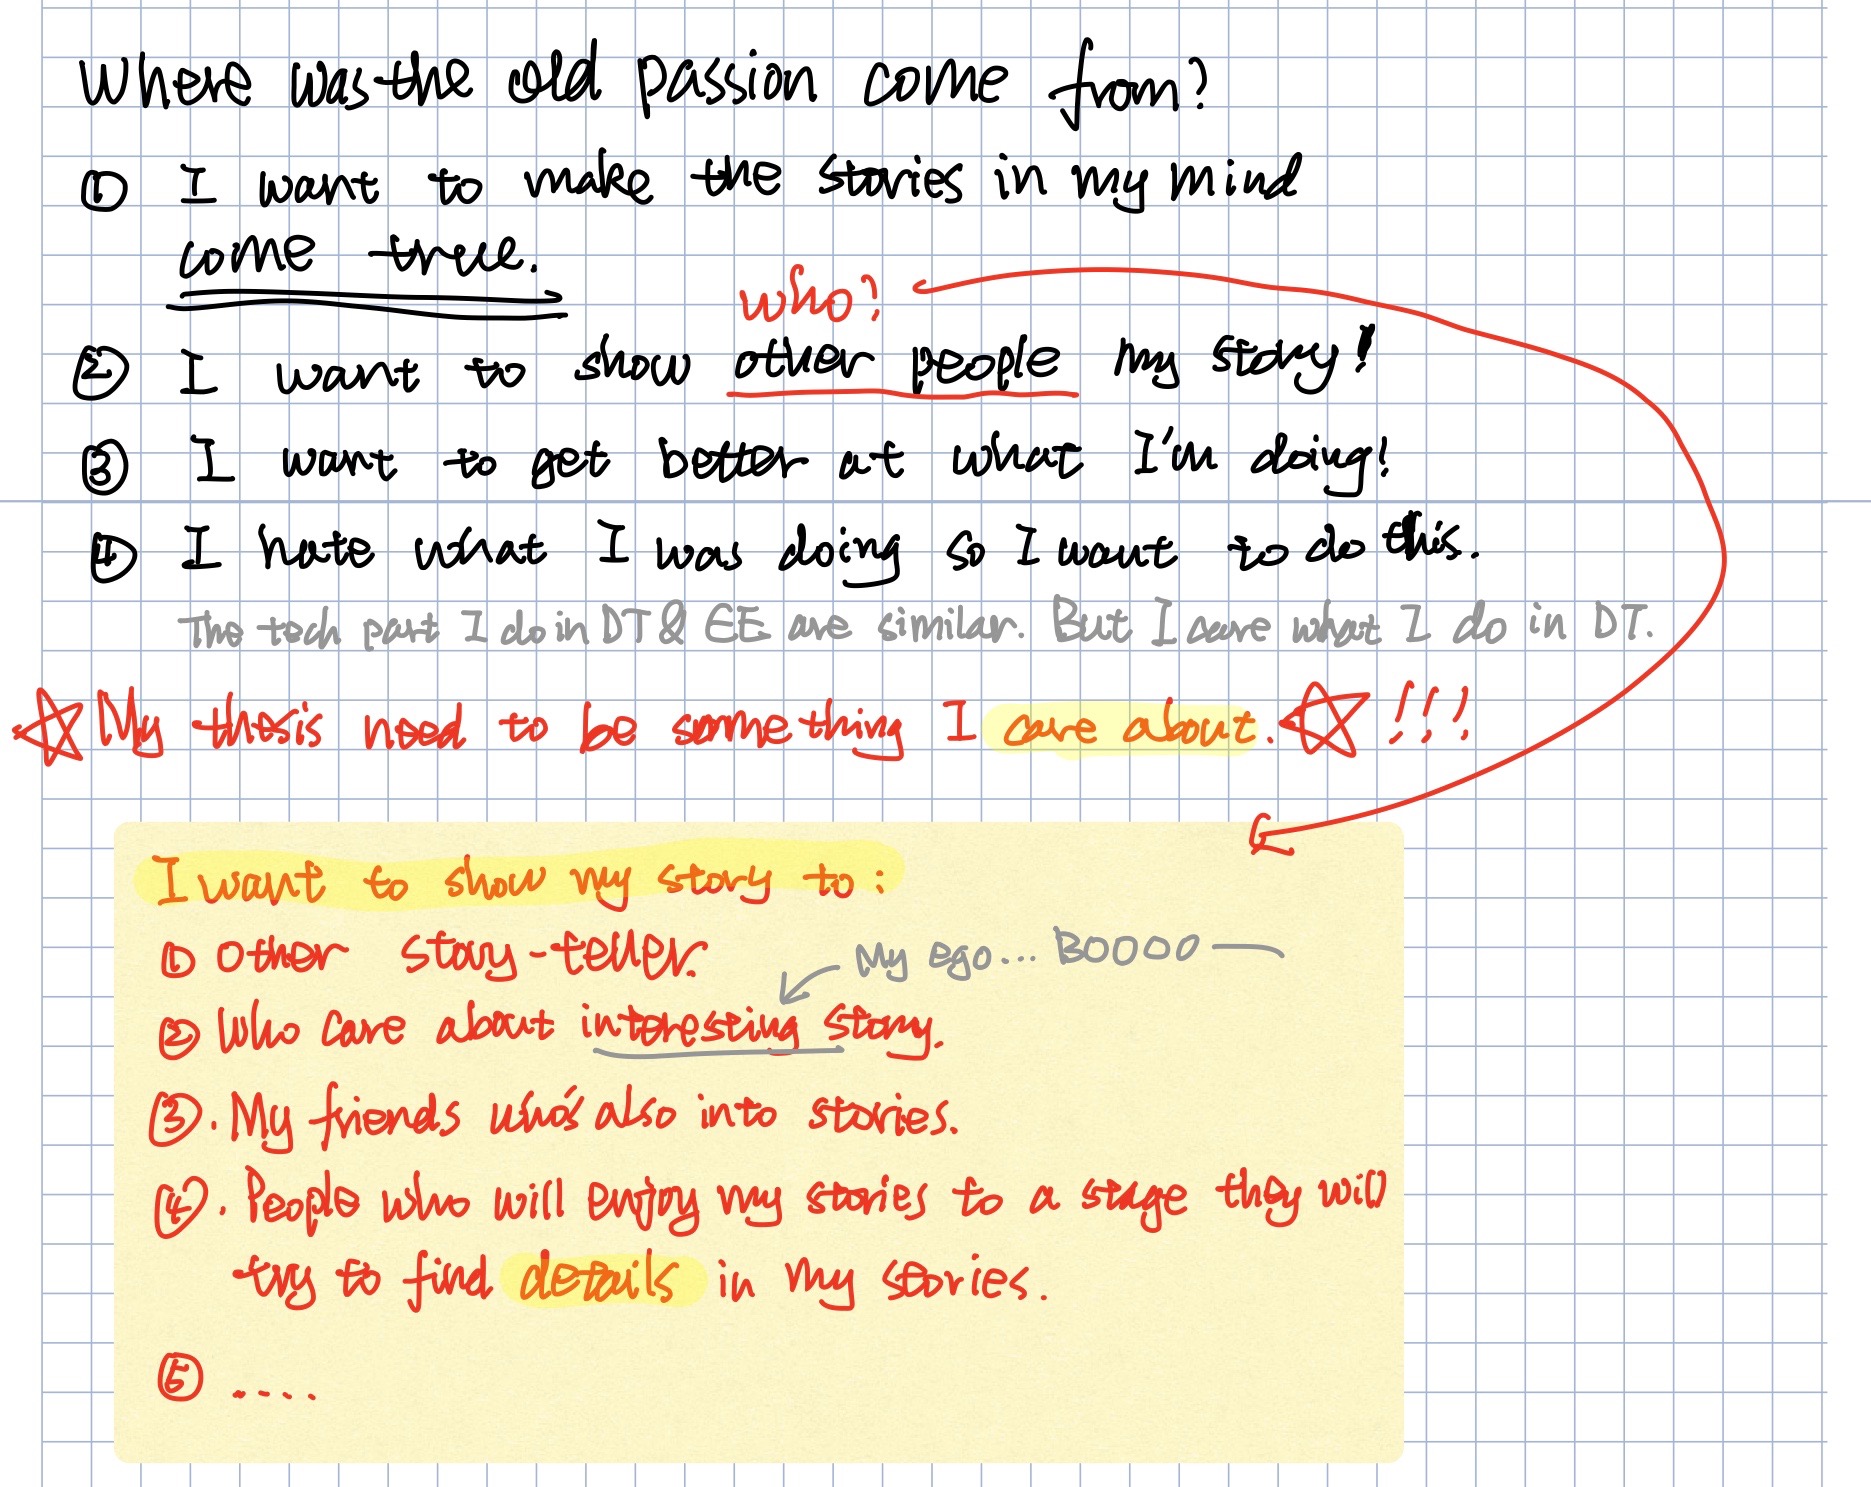 Where was the old passion come from?
① I want to make the stories in my mind
come true.
who?
② I want to show other people my story!
③ I want to get better at what I'm doing!
④ I hate what I was doing so I want to do this.
The tech part I do in DT & EE are similar. But I care what I do in DT.
☆ My thesis need to be something I care about. ☆ !!!
I want to show my story to:
① other story-teller.
My ego... BOOOO —
② Who care about interesting story.
③. My friends who's also into stories.
④. People who will enjoy my stories to a stage they will
try to find details in my stories.
⑤ ....